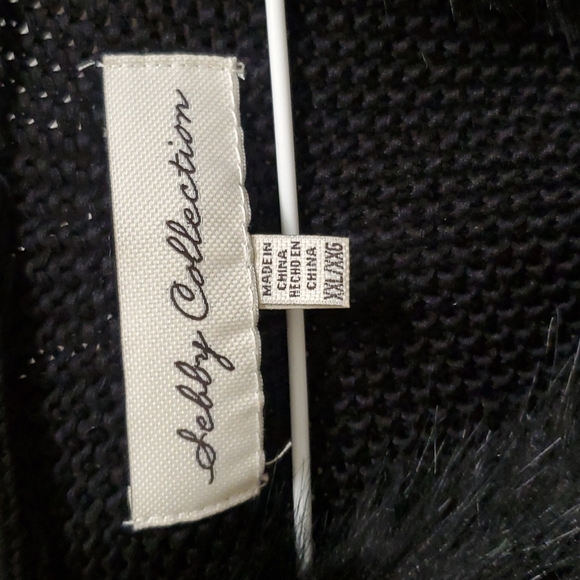 Sebby Collection
MADE IN
CHINA
HECHO EN
CHINA
XXL/XXG